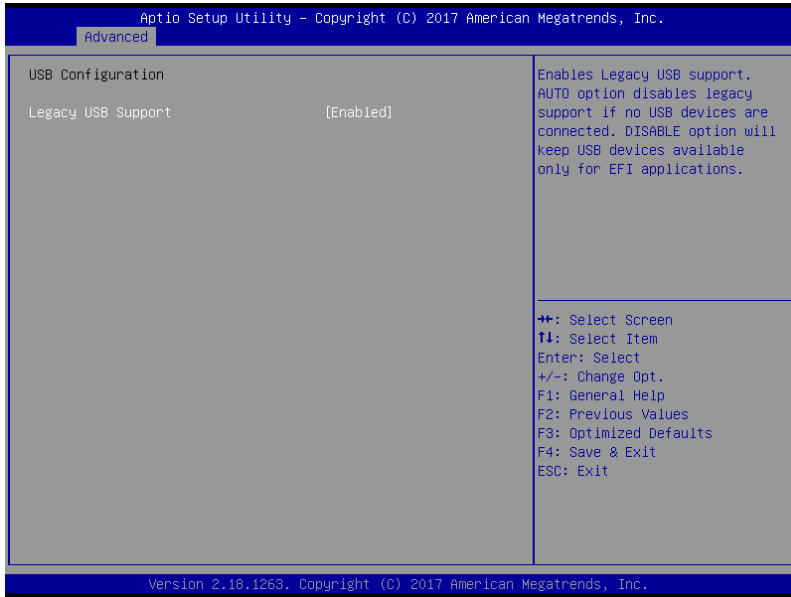 Aptio Setup Utility – Copyright (C) 2017 American Megatrends, Inc.
Advanced
USB Configuration
Legacy USB Support [Enabled]
Enables Legacy USB support.
AUTO option disables legacy
support if no USB devices are
connected. DISABLE option will
keep USB devices available
only for EFI applications.
→←: Select Screen
↑↓: Select Item
Enter: Select
+/-: Change Opt.
F1: General Help
F2: Previous Values
F3: Optimized Defaults
F4: Save & Exit
ESC: Exit
Version 2.18.1263. Copyright (C) 2017 American Megatrends, Inc.